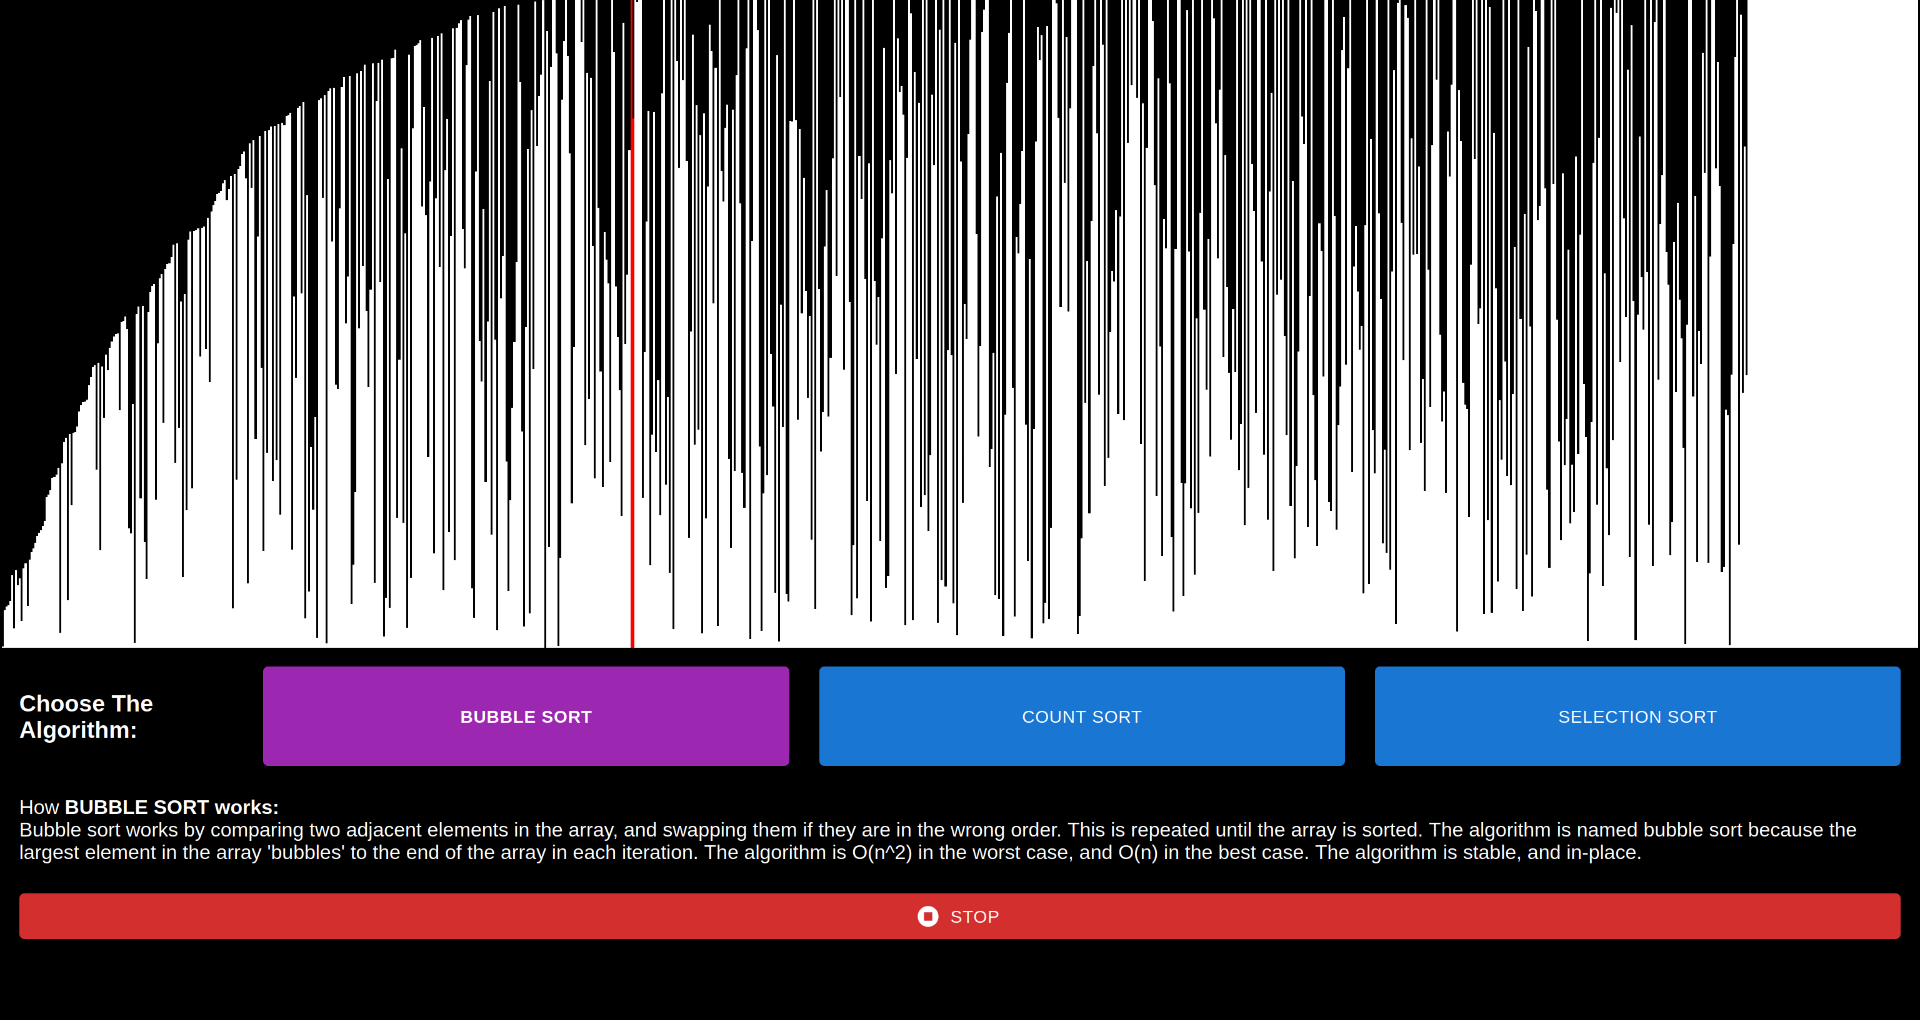 Choose The
Algorithm:
BUBBLE SORT
COUNT SORT
SELECTION SORT
How BUBBLE SORT works:
Bubble sort works by comparing two adjacent elements in the array, and swapping them if they are in the wrong order. This is repeated until the array is sorted. The algorithm is named bubble sort because the
largest element in the array 'bubbles' to the end of the array in each iteration. The algorithm is O(n^2) in the worst case, and O(n) in the best case. The algorithm is stable, and in-place.
STOP